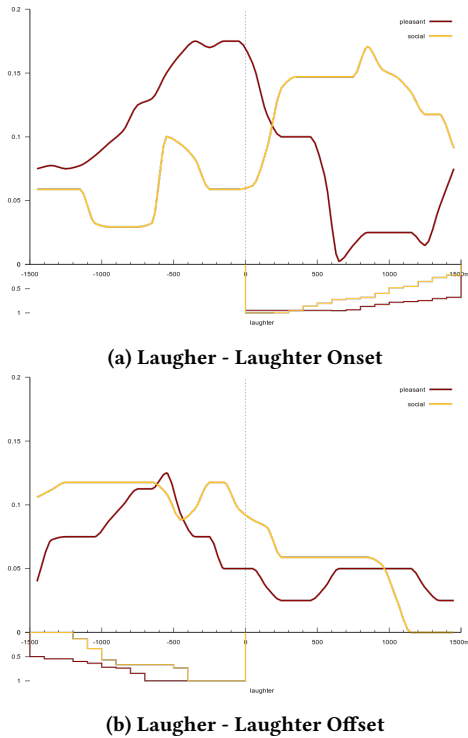 0.2
pleasant
social
0.15
0.1
0.05
0
-1500 -1000 -500 0 500 1000 1500m
0.5
1
laughter
(a) Laugher - Laughter Onset
0.2
pleasant
social
0.15
0.1
0.05
0
-1500 -1000 -500 0 500 1000 1500m
0.5
1
laughter
(b) Laugher - Laughter Offset